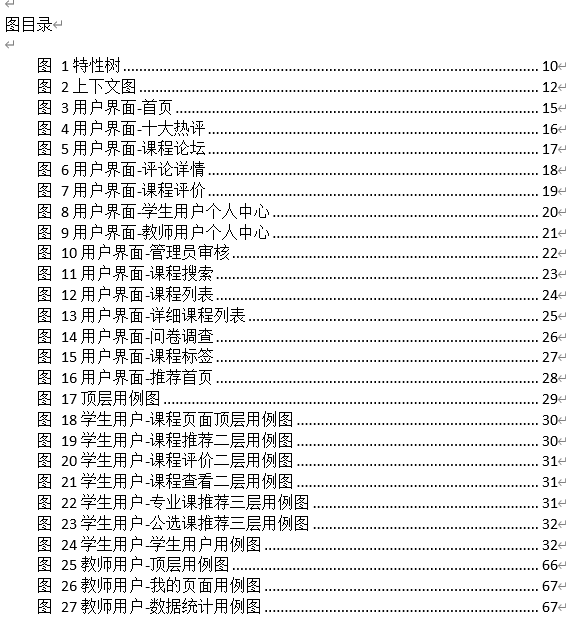 图目录
图 1 特性树 10
图 2 上下文图 12
图 3 用户界面-首页 15
图 4 用户界面-十大热评 16
图 5 用户界面-课程论坛 17
图 6 用户界面-评论详情 18
图 7 用户界面-课程评价 19
图 8 用户界面-学生用户个人中心 20
图 9 用户界面-教师用户个人中心 21
图 10 用户界面-管理员审核 22
图 11 用户界面-课程搜索 23
图 12 用户界面-课程列表 24
图 13 用户界面-详细课程列表 25
图 14 用户界面-问卷调查 26
图 15 用户界面-课程标签 27
图 16 用户界面-推荐首页 28
图 17 顶层用例图 29
图 18 学生用户-课程页面顶层用例图 30
图 19 学生用户-课程推荐二层用例图 30
图 20 学生用户-课程评价二层用例图 31
图 21 学生用户-课程查看二层用例图 31
图 22 学生用户-专业课推荐三层用例图 31
图 23 学生用户-公选课推荐三层用例图 32
图 24 学生用户-学生用户用例图 32
图 25 教师用户-顶层用例图 66
图 26 教师用户-我的页面用例图 67
图 27 教师用户-数据统计用例图 67